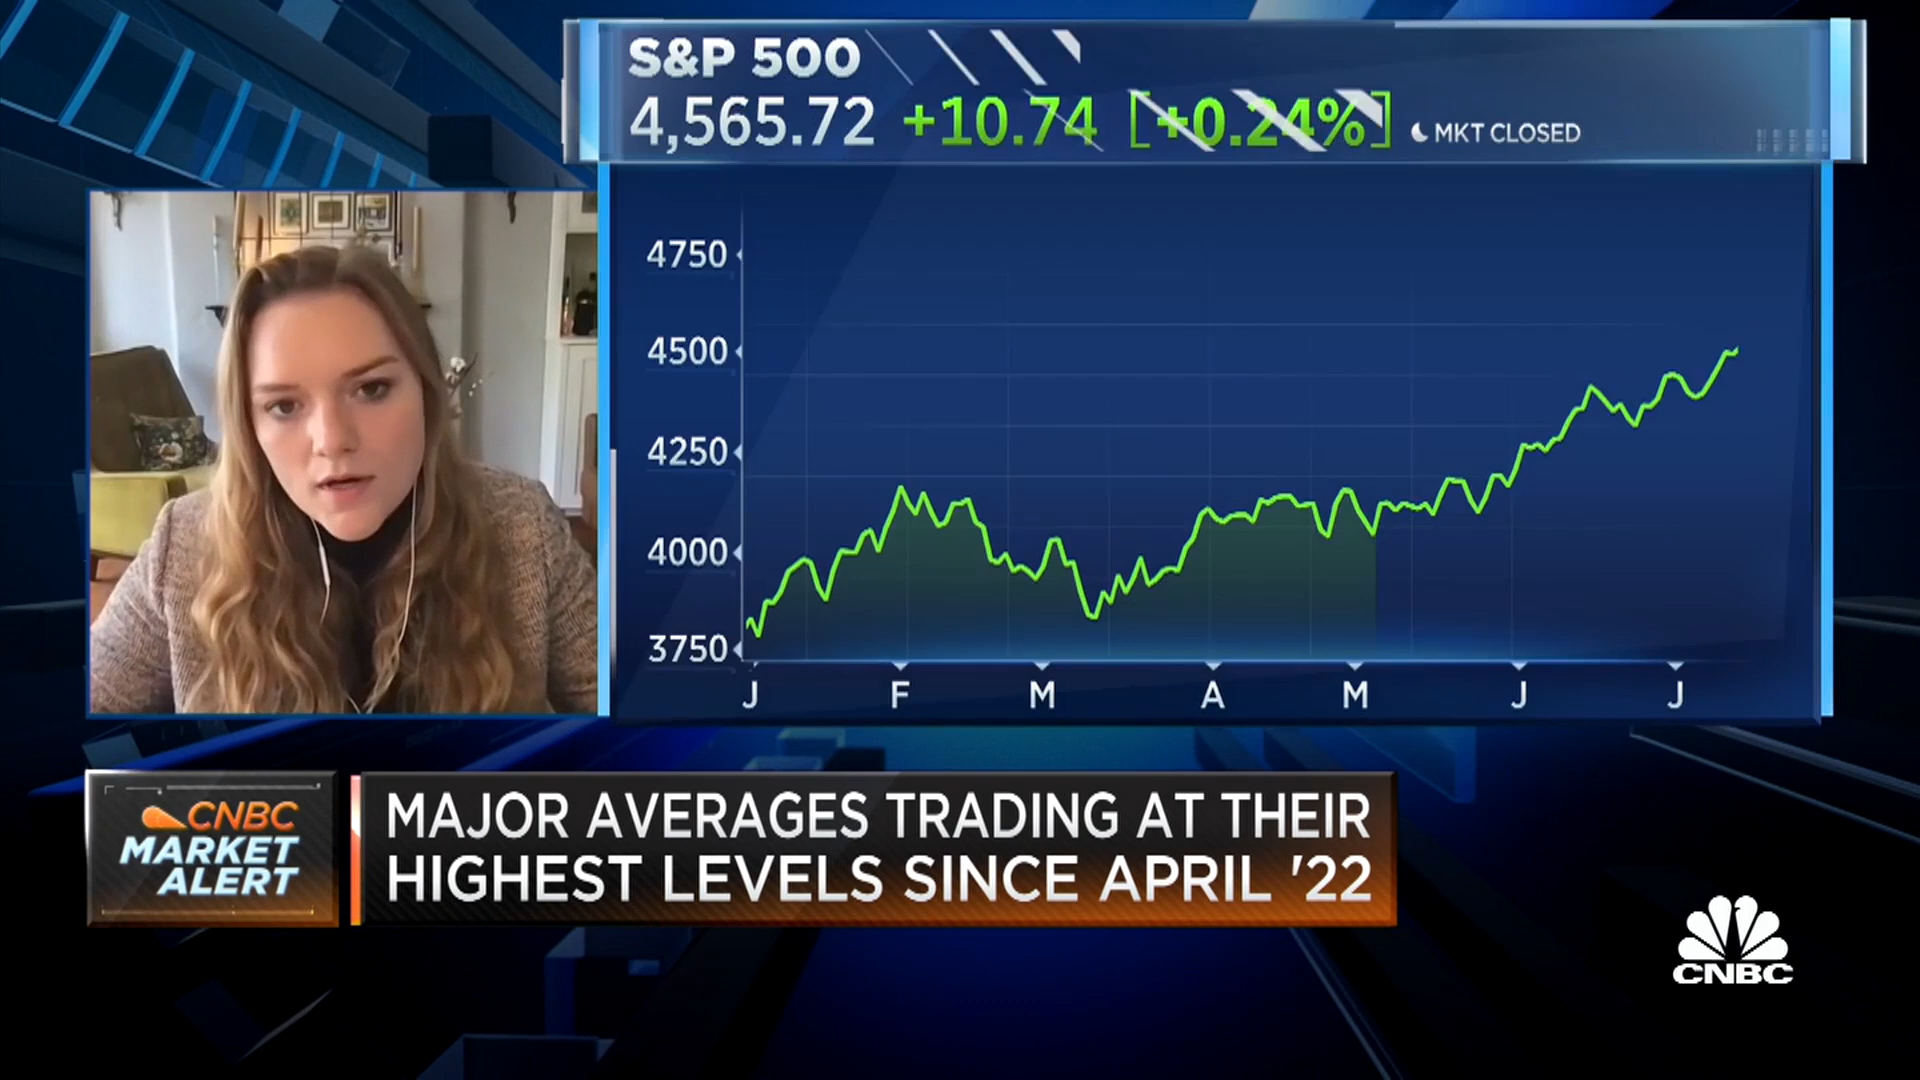 S&P 500
4,565.72 +10.74 [+0.24%] MKT CLOSED
4750
4500
4250
4000
3750
J F M A M J J
CNBC
MARKET
ALERT
MAJOR AVERAGES TRADING AT THEIR
HIGHEST LEVELS SINCE APRIL '22
CNBC